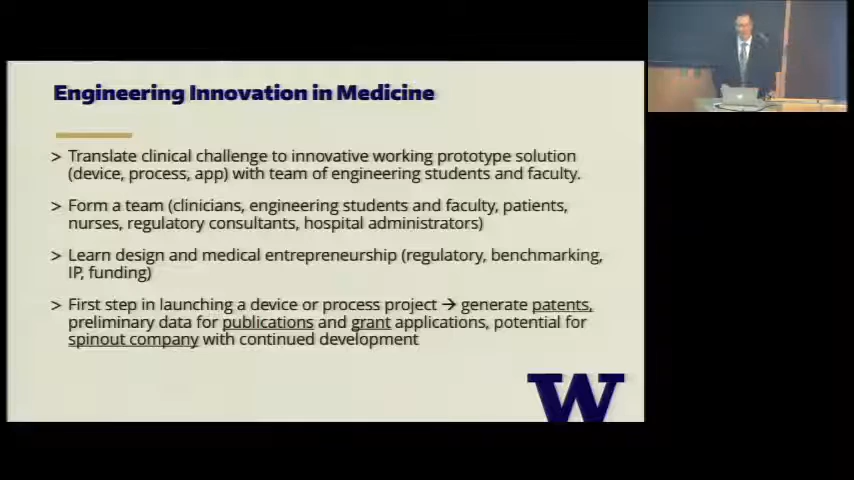 Engineering Innovation in Medicine
> Translate clinical challenge to innovative working prototype solution
(device, process, app) with team of engineering students and faculty.
> Form a team (clinicians, engineering students and faculty, patients,
nurses, regulatory consultants, hospital administrators)
> Learn design and medical entrepreneurship (regulatory, benchmarking,
IP, funding)
> First step in launching a device or process project → generate patents,
preliminary data for publications and grant applications, potential for
spinout company with continued development
W